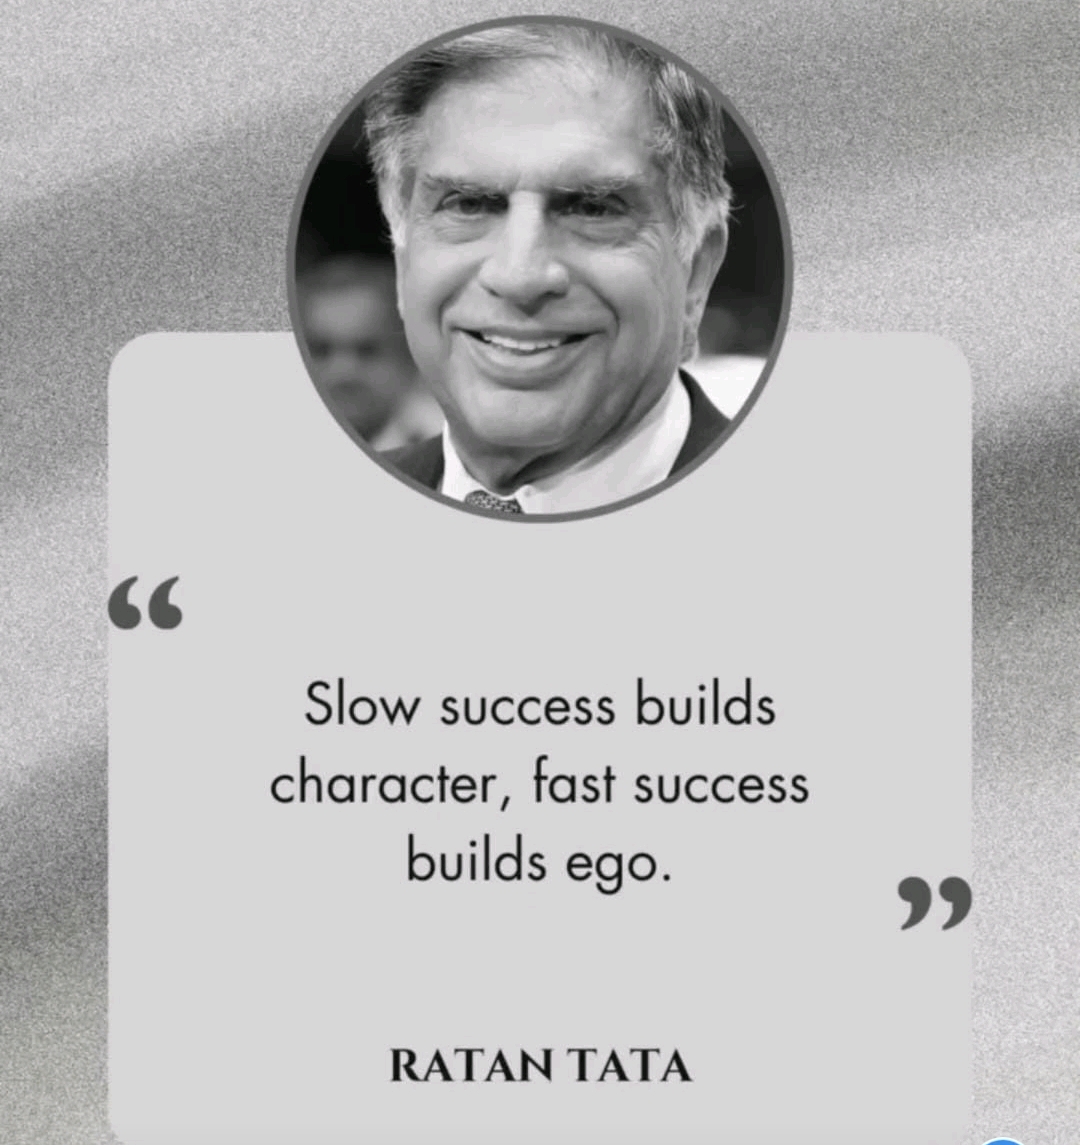 “
Slow success builds
character, fast success
builds ego.
”
RATAN TATA